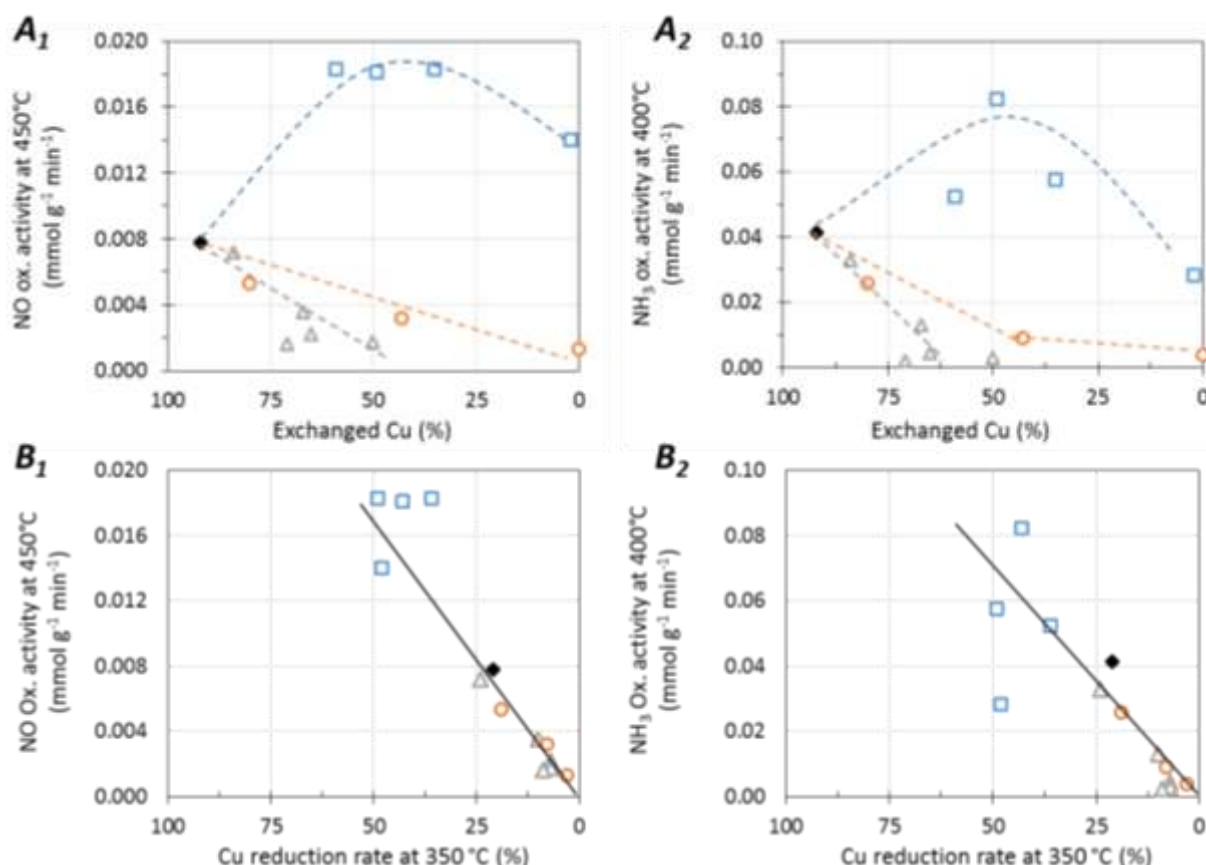 A₁
NO ox. activity at 450°C
(mmol g⁻¹ min⁻¹)
0.020
0.016
0.012
0.008
0.004
0.000
100 75 50 25 0
Exchanged Cu (%)
A₂
NH₃ ox. activity at 400°C
(mmol g⁻¹ min⁻¹)
0.10
0.08
0.06
0.04
0.02
0.00
100 75 50 25 0
Exchanged Cu (%)
B₁
NO Ox. activity at 450°C
(mmol g⁻¹ min⁻¹)
0.020
0.016
0.012
0.008
0.004
0.000
100 75 50 25 0
Cu reduction rate at 350 °C (%)
B₂
NH₃ Ox. activity at 400°C
(mmol g⁻¹ min⁻¹)
0.10
0.08
0.06
0.04
0.02
0.00
100 75 50 25 0
Cu reduction rate at 350 °C (%)